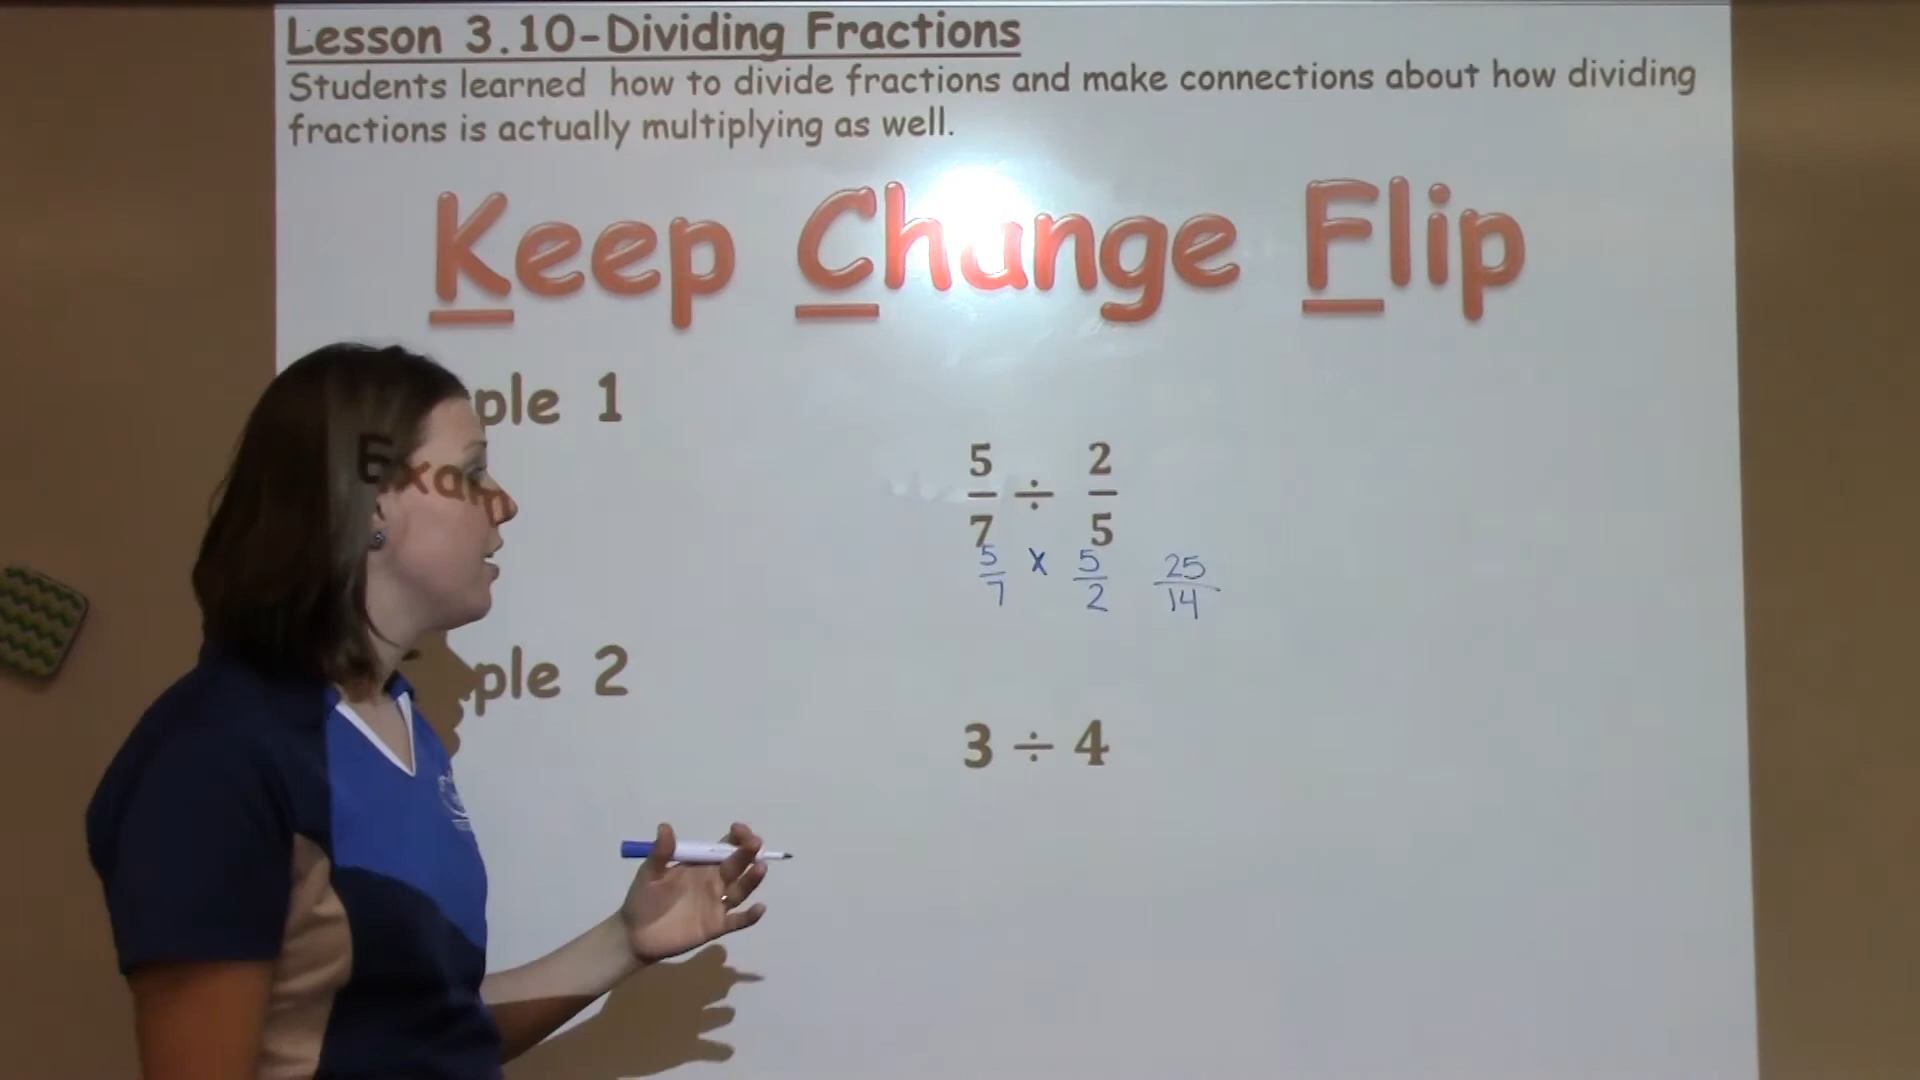 Lesson 3.10-Dividing Fractions
Students learned how to divide fractions and make connections about how dividing
fractions is actually multiplying as well.
Keep Change Flip
Example 1
5/7 ÷ 2/5
5/7 x 5/2 25/14
ple 2
3 ÷ 4